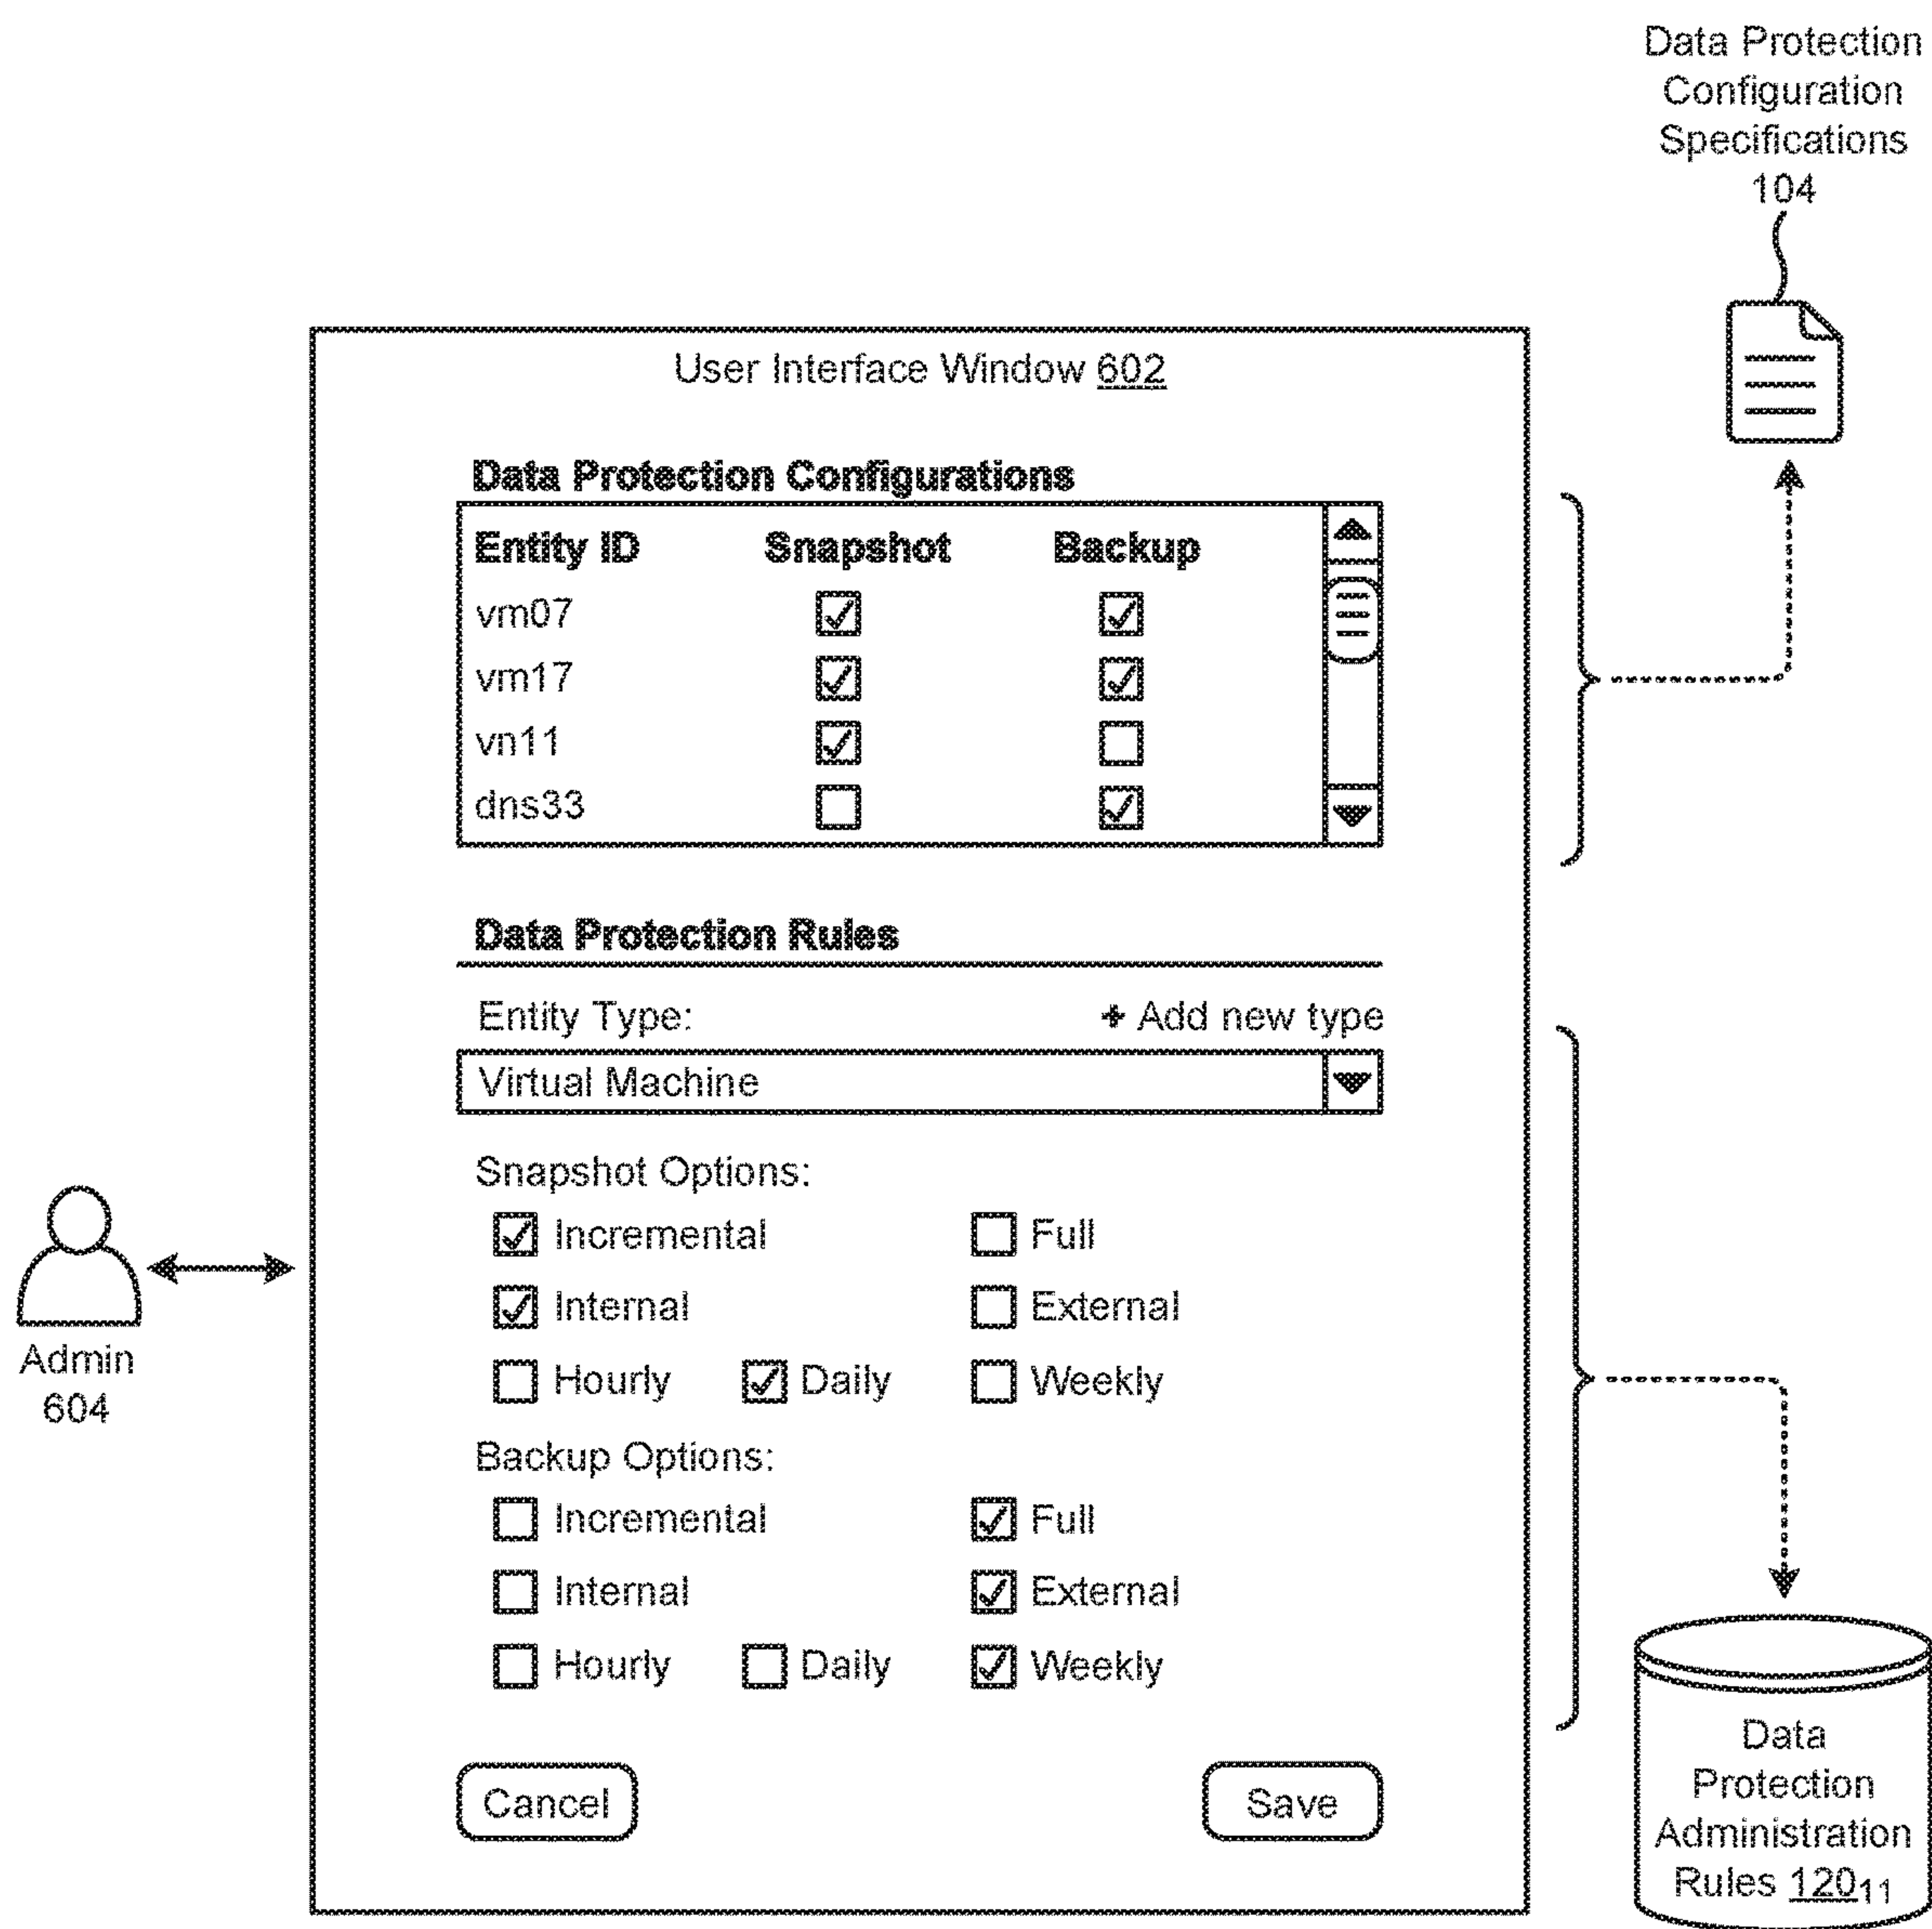 Data Protection
Configuration
Specifications
104
User Interface Window 602
Data Protection Configurations
Entity ID Snapshot Backup
vm07
vm17
vn11
dns33
Data Protection Rules
Entity Type: + Add new type
Virtual Machine
Snapshot Options:
Incremental Full
Internal External
Hourly Daily Weekly
Backup Options:
Incremental Full
Internal External
Hourly Daily Weekly
Cancel Save
Admin
604
Data
Protection
Administration
Rules 120₁₁